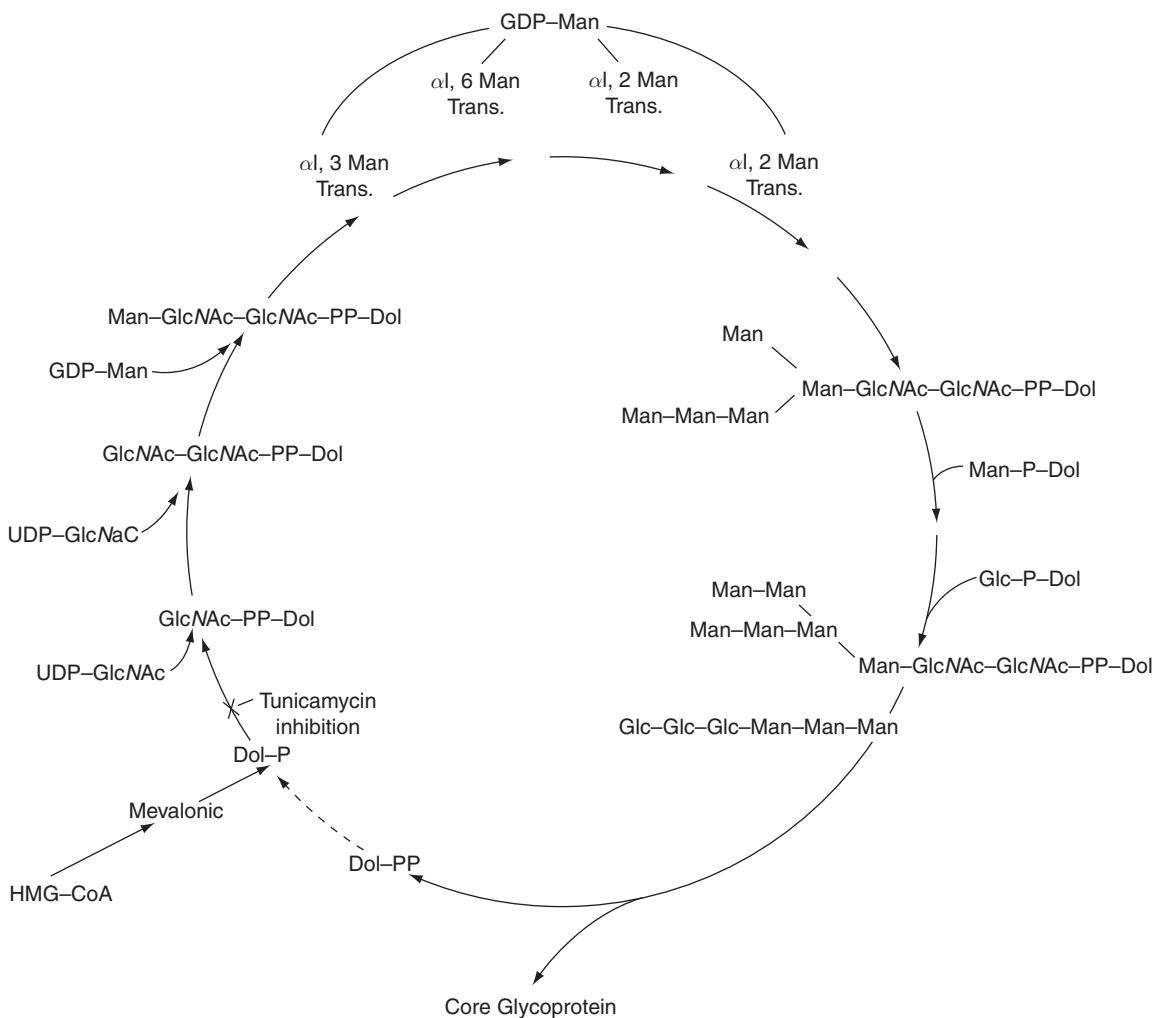 GDP–Man
αl, 6 Man
Trans.
αl, 2 Man
Trans.
αl, 3 Man
Trans.
αl, 2 Man
Trans.
Man–GlcNAc–GlcNAc–PP–Dol
GDP–Man
GlcNAc–GlcNAc–PP–Dol
UDP–GlcNaC
GlcNAc–PP–Dol
UDP–GlcNAc
Tunicamycin
inhibition
Dol–P
Mevalonic
HMG–CoA
Dol–PP
Man
Man–GlcNAc–GlcNAc–PP–Dol
Man–Man–Man
Man–P–Dol
Glc–P–Dol
Man–Man
Man–Man–Man
Man–GlcNAc–GlcNAc–PP–Dol
Glc–Glc–Glc–Man–Man–Man
Core Glycoprotein